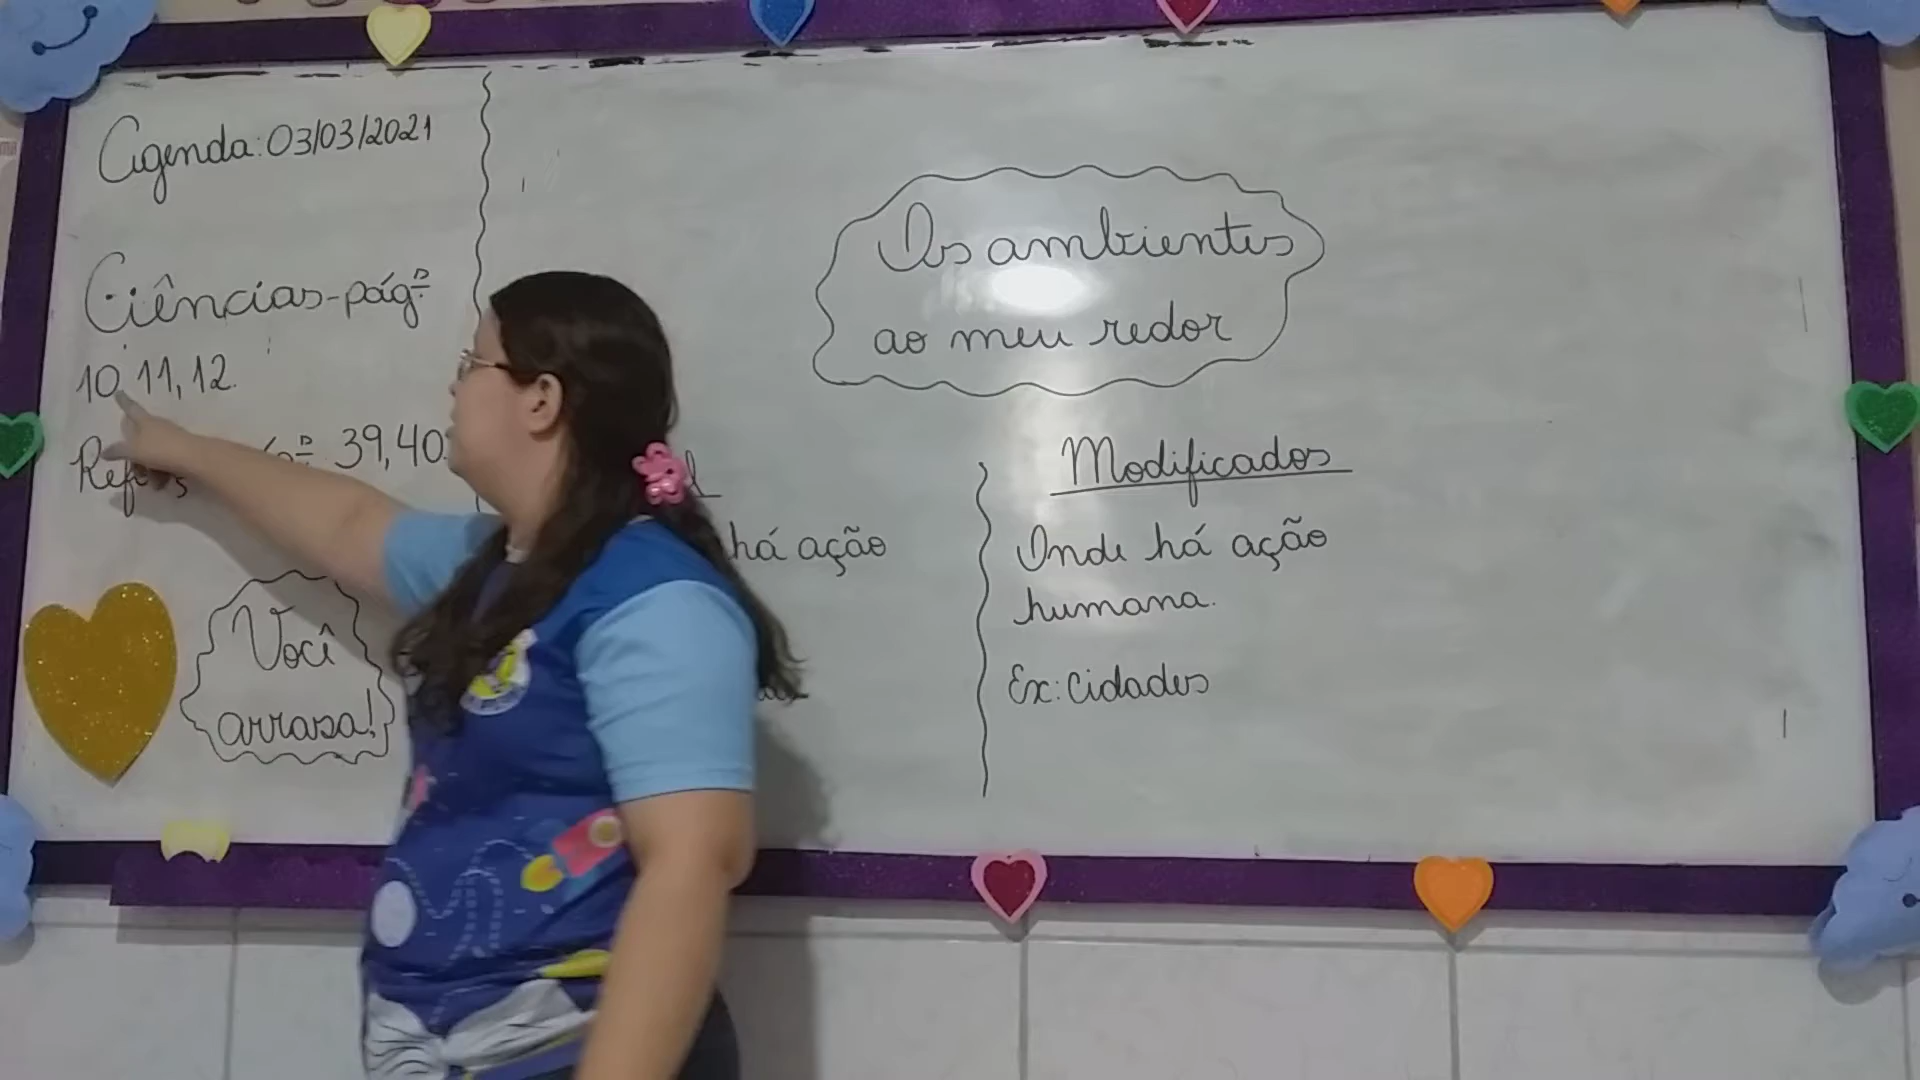 Agenda: 03/03/2021
Ciências-págs
10, 11, 12.
39, 40.
Você
arrasa!
Os ambientes
ao meu redor
há ação
Modificados
Onde há ação
humana.
Ex: cidades